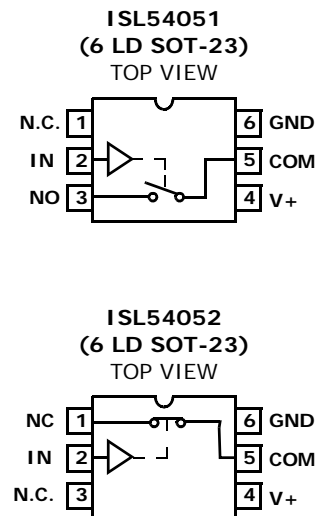 ISL54051
(6 LD SOT-23)
TOP VIEW
N.C. 1 6 GND
IN 2 5 COM
NO 3 4 V+
ISL54052
(6 LD SOT-23)
TOP VIEW
NC 1 6 GND
IN 2 5 COM
N.C. 3 4 V+